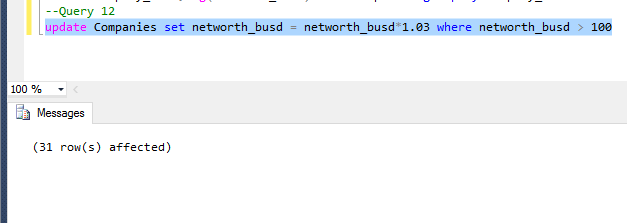 --Query 12
update Companies set networth_busd = networth_busd*1.03 where networth_busd > 100
100 %
Messages
(31 row(s) affected)